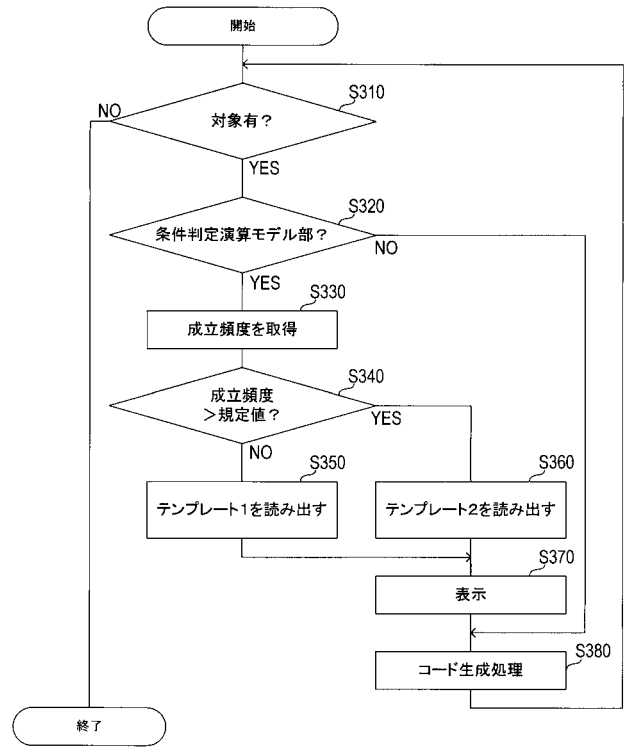 開始
S310
NO
対象有？
YES
S320
条件判定演算モデル部？
NO
YES
S330
成立頻度を取得
S340
成立頻度
＞規定値？
YES
NO
S350
S360
テンプレート1を読み出す
テンプレート2を読み出す
S370
表示
S380
コード生成処理
終了